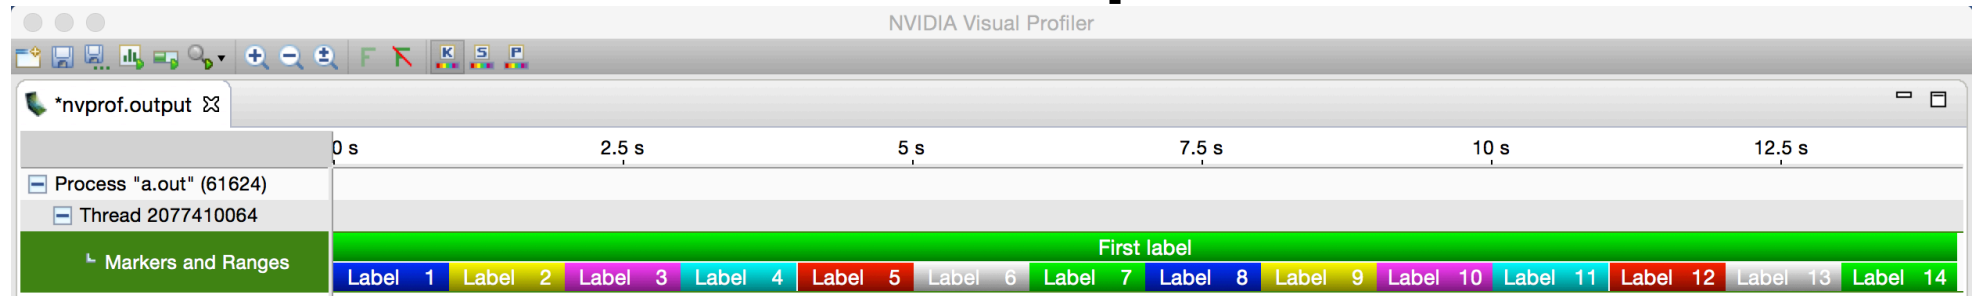 NVIDIA Visual Profiler
K S P
*nvprof.output
0 s 2.5 s 5 s 7.5 s 10 s 12.5 s
Process "a.out" (61624)
Thread 2077410064
Markers and Ranges
First label
Label 1 Label 2 Label 3 Label 4 Label 5 Label 6 Label 7 Label 8 Label 9 Label 10 Label 11 Label 12 Label 13 Label 14